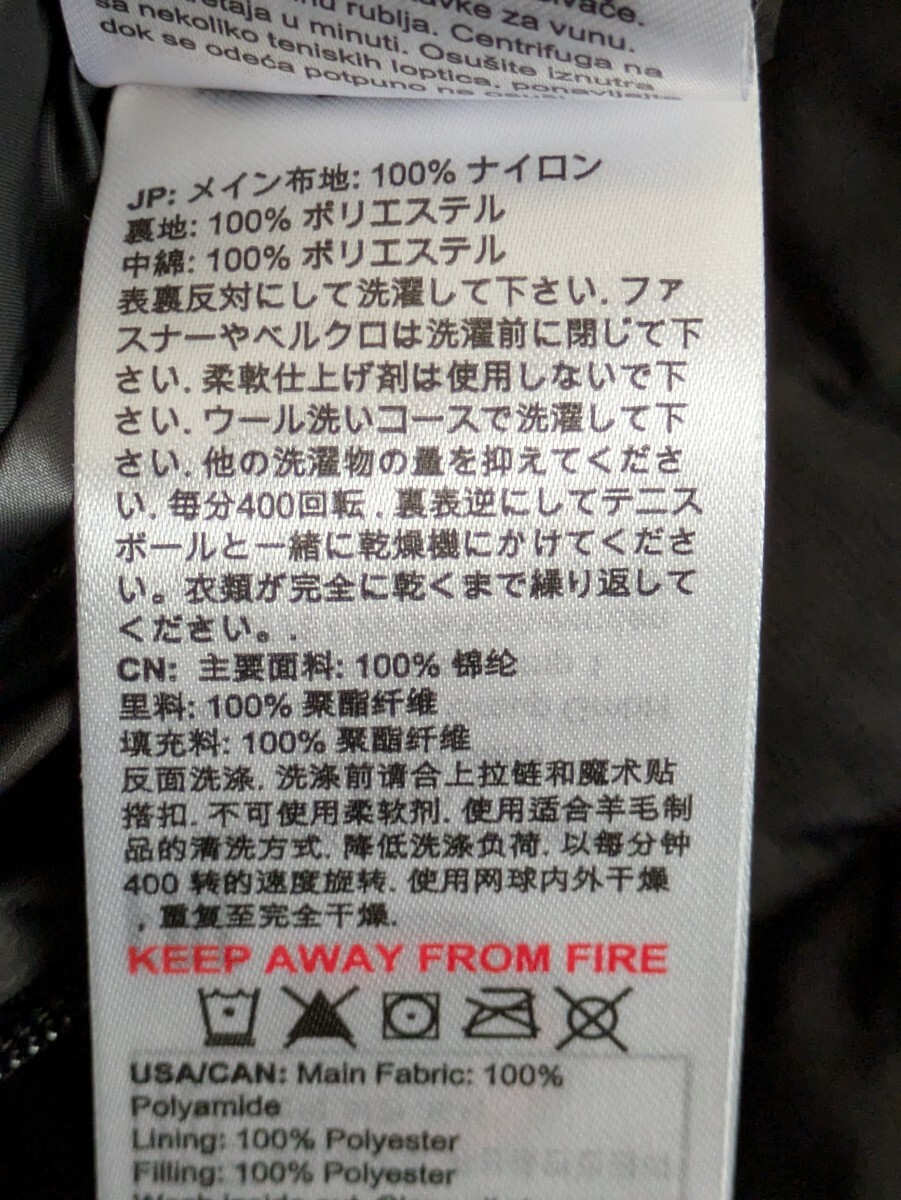 za vunu.
rublja. Centrifuga na
u minuti. Osušite iznutra
sa nekoliko teniskih loptica, ponavljajte
dok se odeća potpuno ne
JP: メイン布地: 100% ナイロン
裏地: 100% ポリエステル
中綿: 100% ポリエステル
表裏反対にして洗濯して下さい. ファ
スナーやベルクロは洗濯前に閉じて下
さい. 柔軟仕上げ剤は使用しないで下
さい. ウール洗いコースで洗濯して下
さい. 他の洗濯物の量を抑えてくださ
い. 毎分400回転 . 裏表逆にしてテニス
ボールと一緒に乾燥機にかけてくださ
い。衣類が完全に乾くまで繰り返して
ください。.
CN: 主要面料: 100% 锦纶
里料: 100% 聚酯纤维
填充料: 100% 聚酯纤维
反面洗涤. 洗涤前请合上拉链和魔术贴
搭扣. 不可使用柔软剂. 使用适合羊毛制
品的清洗方式. 降低洗涤负荷. 以每分钟
400 转的速度旋转. 使用网球内外干燥
, 重复至完全干燥.
KEEP AWAY FROM FIRE
USA/CAN: Main Fabric: 100%
Polyamide
Lining: 100% Polyester
Filling: 100% Polyester